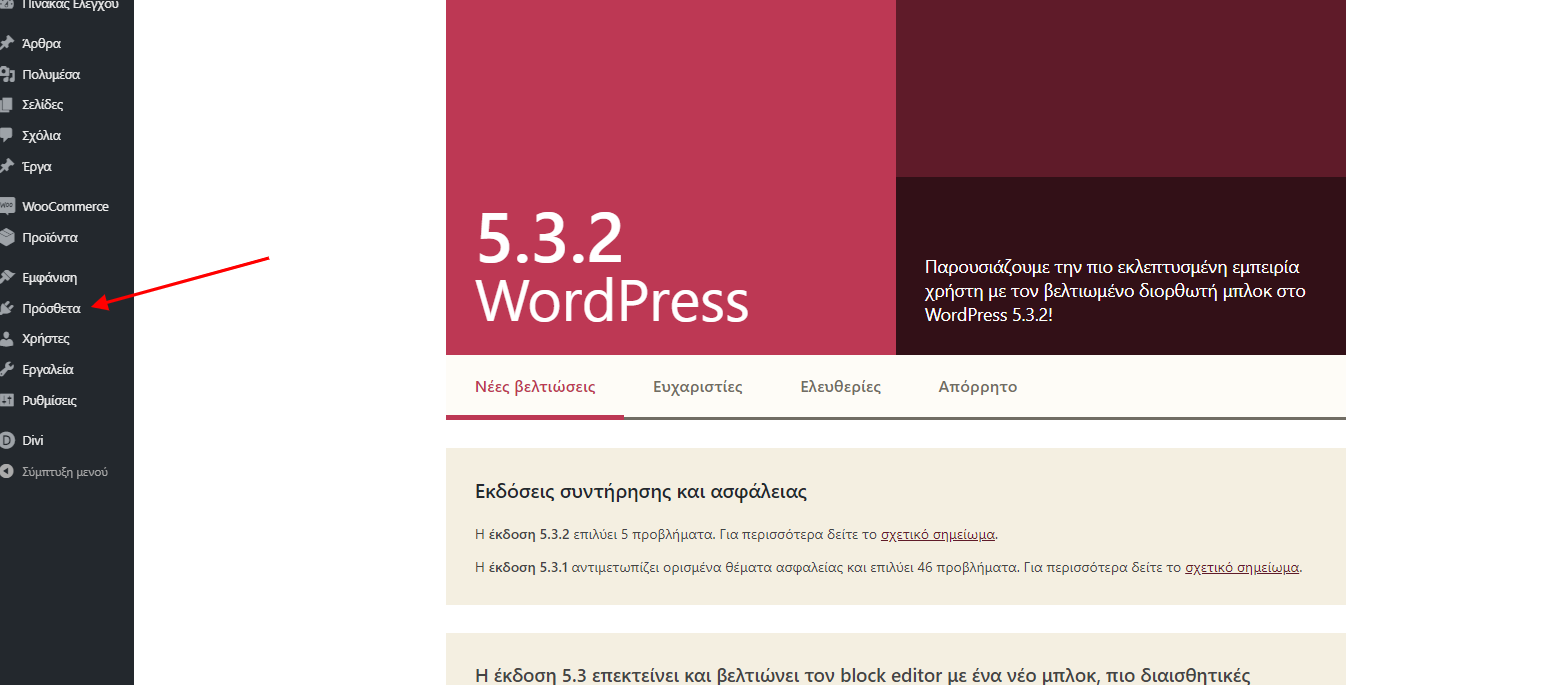 Πίνακας Ελέγχου
Άρθρα
Πολυμέσα
Σελίδες
Σχόλια
Έργα
Woo
WooCommerce
Προϊόντα
Εμφάνιση
Πρόσθετα
Χρήστες
Εργαλεία
Ρυθμίσεις
D
Divi
Σύμπτυξη μενού
5.3.2
WordPress
Παρουσιάζουμε την πιο εκλεπτυσμένη εμπειρία
χρήστη με τον βελτιωμένο διορθωτή μπλοκ στο
WordPress 5.3.2!
Νέες βελτιώσεις Ευχαριστίες Ελευθερίες Απόρρητο
Εκδόσεις συντήρησης και ασφάλειας
Η έκδοση 5.3.2 επιλύει 5 προβλήματα. Για περισσότερα δείτε το σχετικό σημείωμα.
Η έκδοση 5.3.1 αντιμετωπίζει ορισμένα θέματα ασφαλείας και επιλύει 46 προβλήματα. Για περισσότερα δείτε το σχετικό σημείωμα.
Η έκδοση 5.3 επεκτείνει και βελτιώνει τον block editor με ένα νέο μπλοκ, πιο διαισθητικές